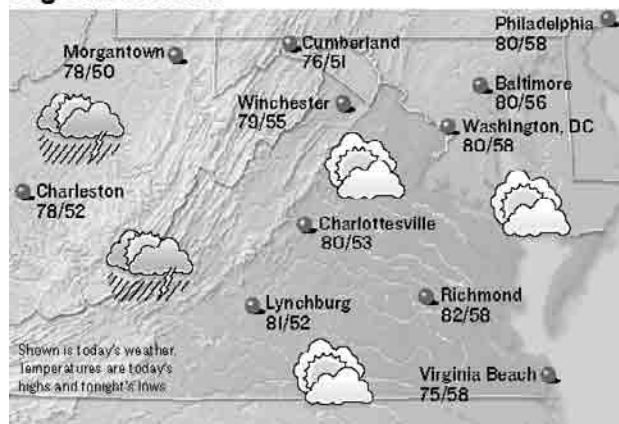 Morgantown
78/50
Cumberland
76/51
Philadelphia
80/58
Winchester
79/55
Baltimore
80/56
Washington, DC
80/58
Charleston
78/52
Charlottesville
80/53
Lynchburg
81/52
Richmond
82/58
Shown is today's weather.
Temperatures are today's
highs and tonight's lows
Virginia Beach
75/58